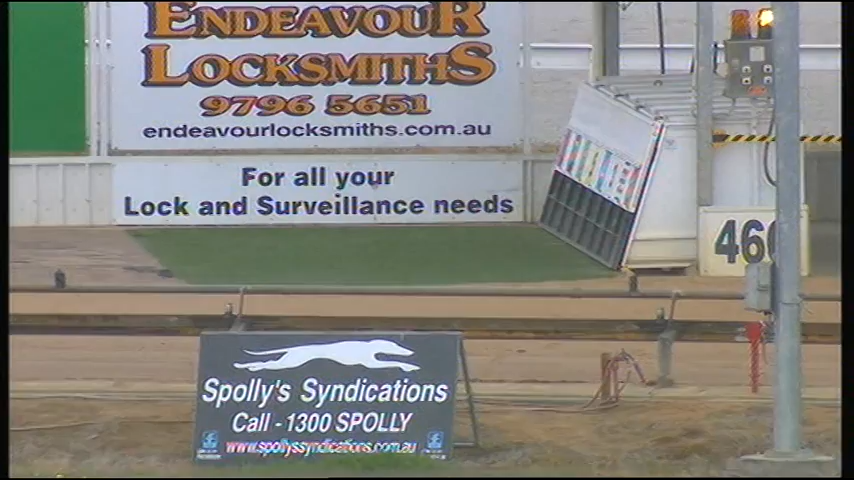 ENDEAVOUR
LOCKSMITHS
9796 5651
endeavourlocksmiths.com.au
For all your
Lock and Surveillance needs
460
Spolly's Syndications
Call - 1300 SPOLLY
www.spollyssyndications.com.au